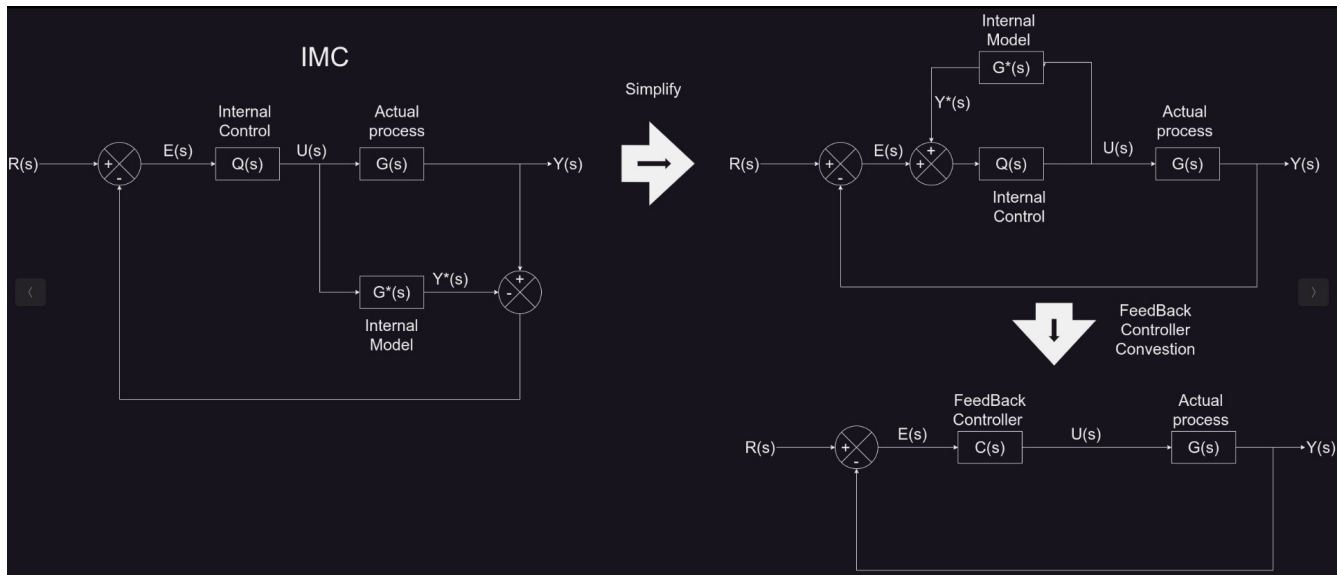 IMC
Internal
Control
Actual
process
R(s)
+
-
E(s)
Q(s)
U(s)
G(s)
Y(s)
G*(s)
Y*(s)
+
-
Internal
Model
Simplify
Internal
Model
G*(s)
Y*(s)
Actual
process
R(s)
+
-
E(s)
+
+
Q(s)
U(s)
G(s)
Y(s)
Internal
Control
FeedBack
Controller
Convestion
FeedBack
Controller
Actual
process
R(s)
+
-
E(s)
C(s)
U(s)
G(s)
Y(s)